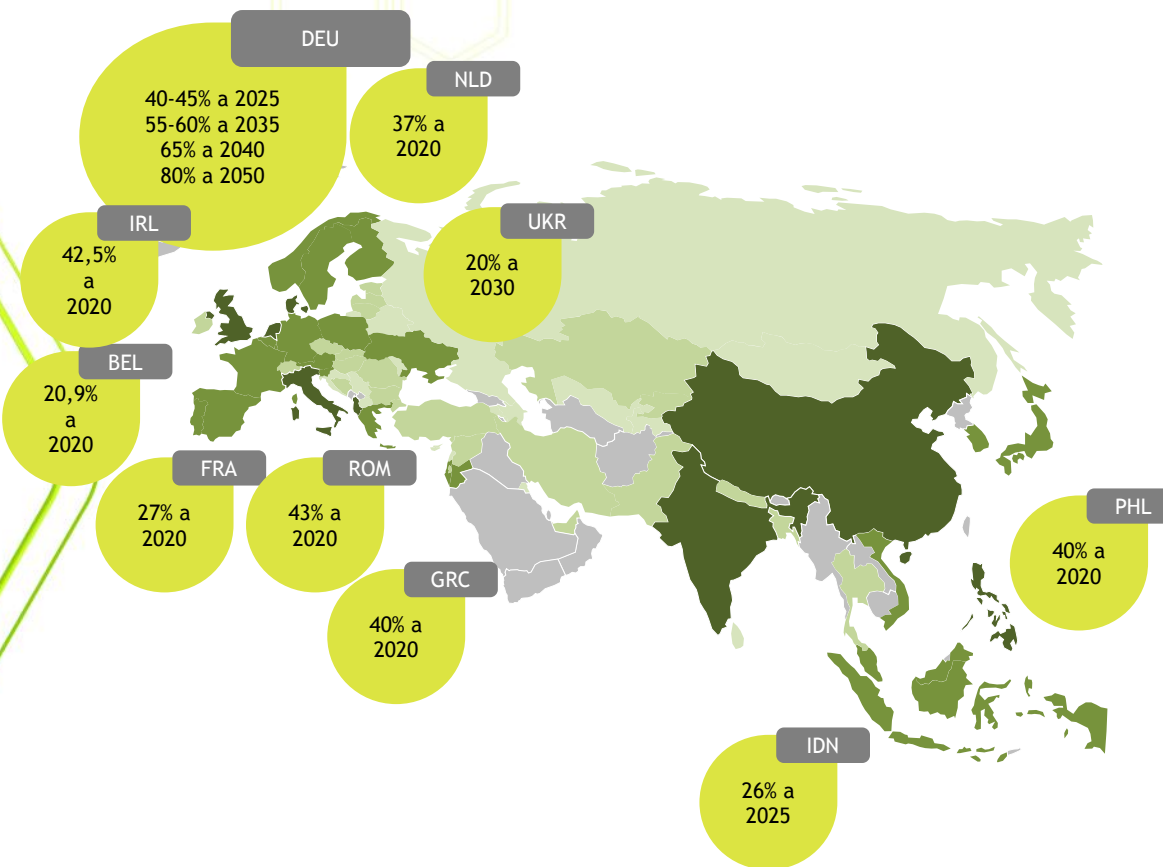 DEU
40-45% a 2025
55-60% a 2035
65% a 2040
80% a 2050
NLD
37% a
2020
IRL
42,5%
a
2020
UKR
20% a
2030
BEL
20,9%
a
2020
FRA
27% a
2020
ROM
43% a
2020
GRC
40% a
2020
PHL
40% a
2020
IDN
26% a
2025